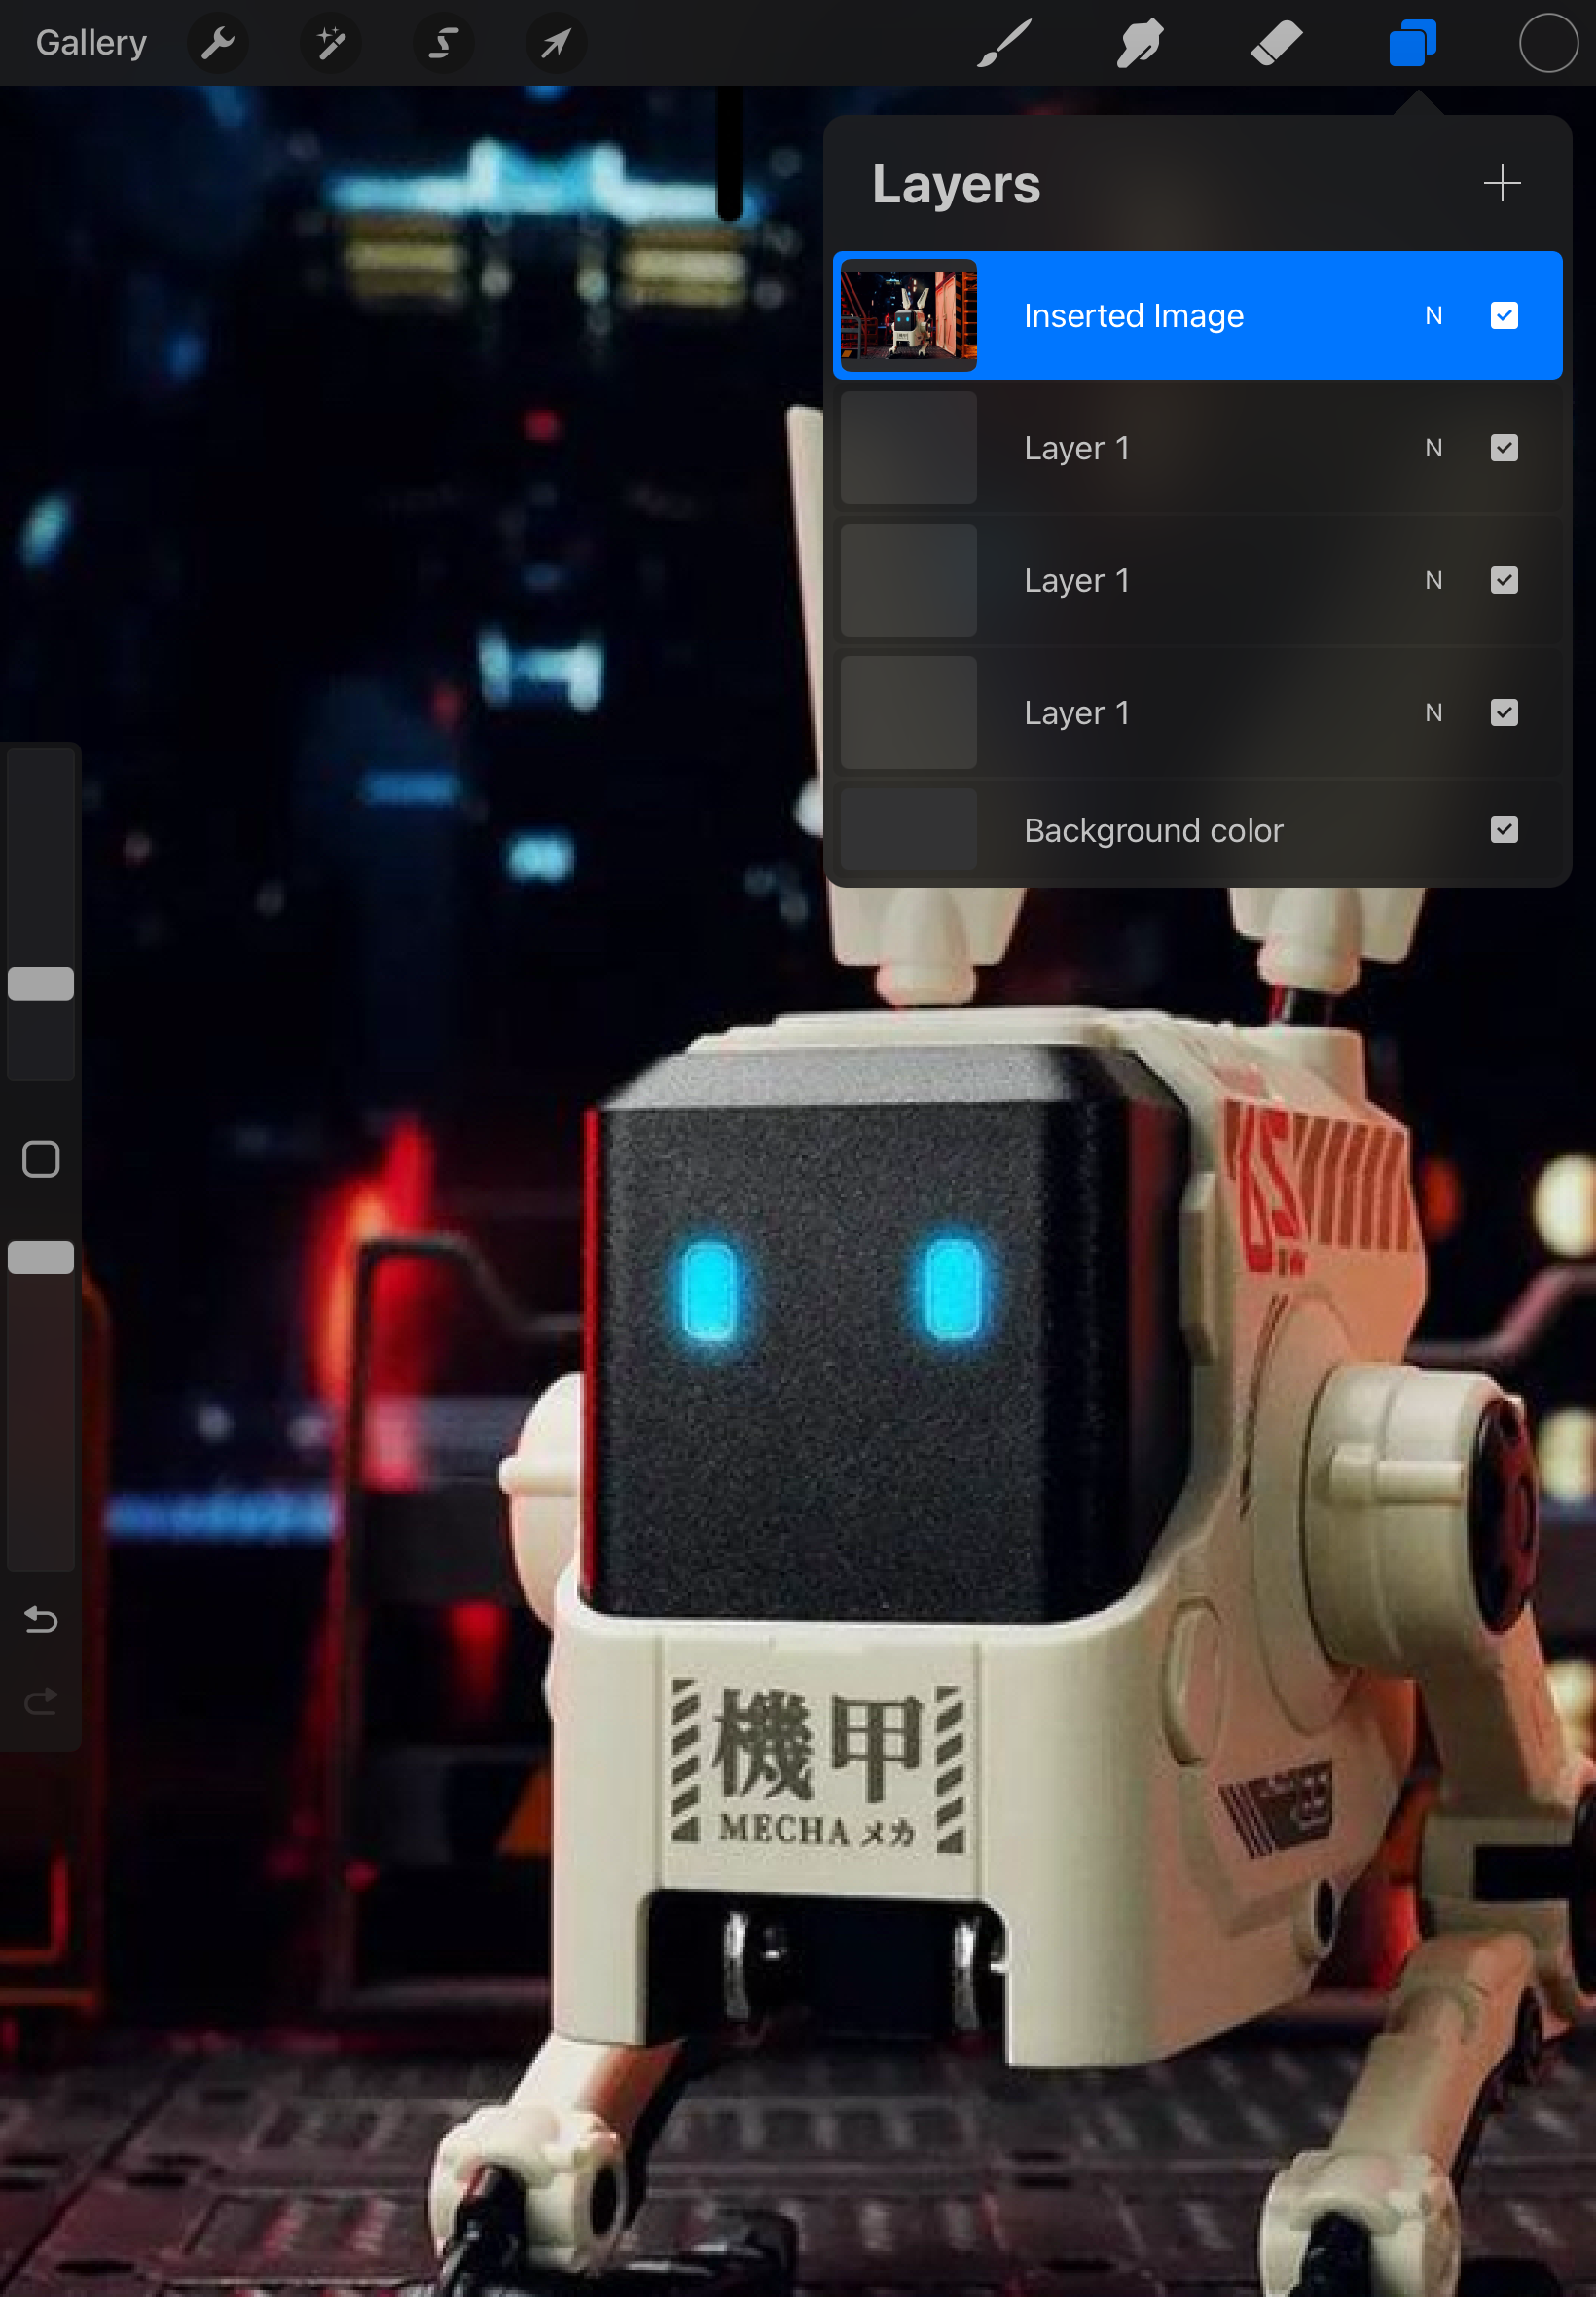 Gallery
Layers
Inserted Image N
Layer 1 N
Layer 1 N
Layer 1 N
Background color
機甲
MECHA メカ